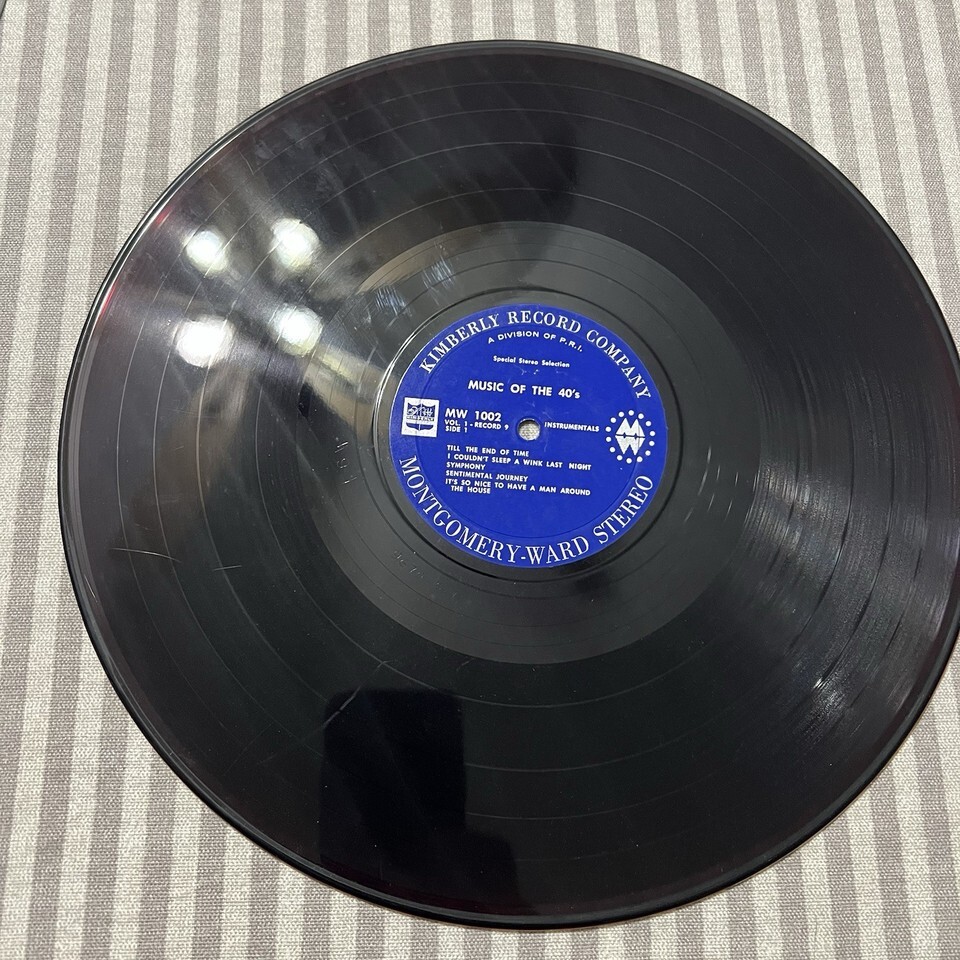 KIMBERLY RECORD COMPANY
A DIVISION OF P.R.I.
Special Stereo Selection
MUSIC OF THE 40's
MW 1002
VOL. 1 - RECORD 9 INSTRUMENTALS
SIDE 1
MW
TILL THE END OF TIME
I COULDN'T SLEEP A WINK LAST NIGHT
SYMPHONY
SENTIMENTAL JOURNEY
IT'S SO NICE TO HAVE A MAN AROUND
THE HOUSE
MONTGOMERY-WARD STEREO